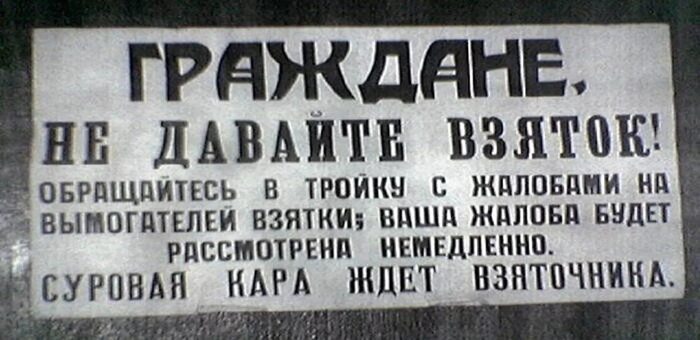 ГРАЖДАНЕ,
НЕ ДАВАЙТЕ ВЗЯТОК!
ОБРАЩАЙТЕСЬ В ТРОЙКУ С ЖАЛОБАМИ НА
ВЫМОГАТЕЛЕЙ ВЗЯТКИ; ВАША ЖАЛОБА БУДЕТ
РАССМОТРЕНА НЕМЕДЛЕННО.
СУРОВАЯ КАРА ЖДЕТ ВЗЯТОЧНИКА.